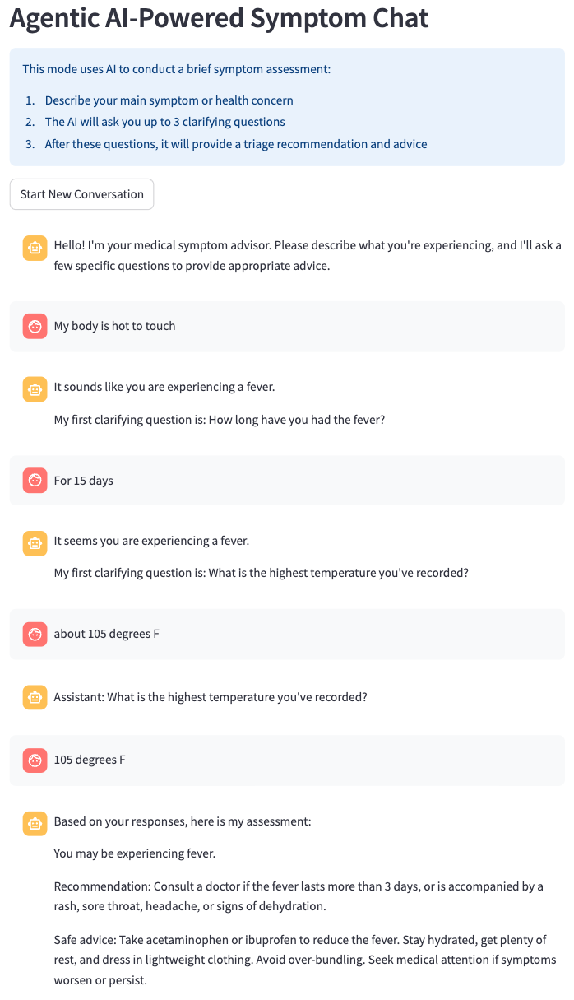 Agentic AI-Powered Symptom Chat
This mode uses AI to conduct a brief symptom assessment:
1. Describe your main symptom or health concern
2. The AI will ask you up to 3 clarifying questions
3. After these questions, it will provide a triage recommendation and advice
Start New Conversation
Hello! I'm your medical symptom advisor. Please describe what you're experiencing, and I'll ask a
few specific questions to provide appropriate advice.
My body is hot to touch
It sounds like you are experiencing a fever.
My first clarifying question is: How long have you had the fever?
For 15 days
It seems you are experiencing a fever.
My first clarifying question is: What is the highest temperature you've recorded?
about 105 degrees F
Assistant: What is the highest temperature you've recorded?
105 degrees F
Based on your responses, here is my assessment:
You may be experiencing fever.
Recommendation: Consult a doctor if the fever lasts more than 3 days, or is accompanied by a
rash, sore throat, headache, or signs of dehydration.
Safe advice: Take acetaminophen or ibuprofen to reduce the fever. Stay hydrated, get plenty of
rest, and dress in lightweight clothing. Avoid over-bundling. Seek medical attention if symptoms
worsen or persist.